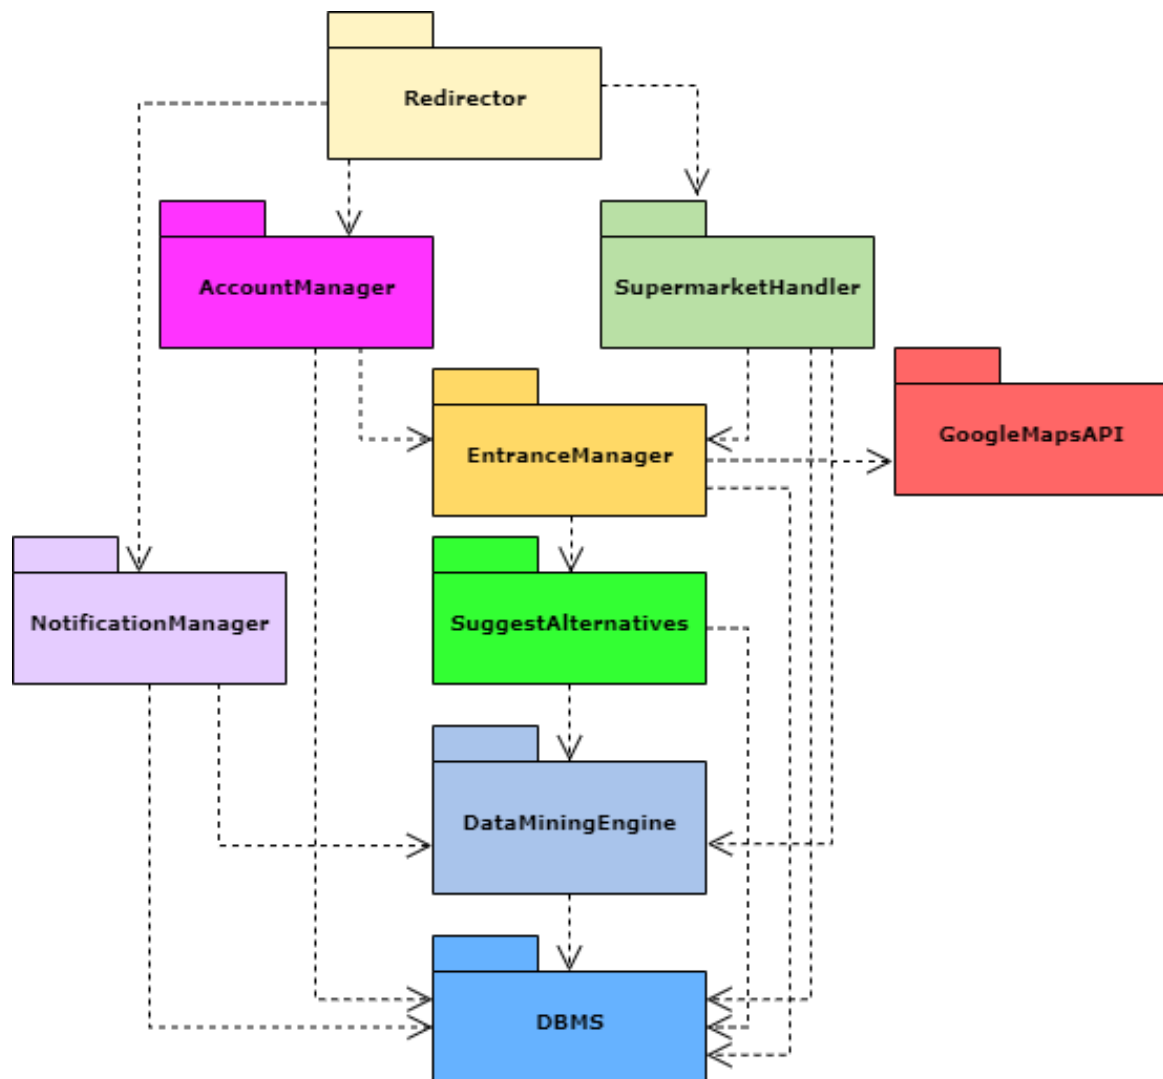 Redirector
AccountManager
SupermarketHandler
GoogleMapsAPI
EntranceManager
NotificationManager
SuggestAlternatives
DataMiningEngine
DBMS